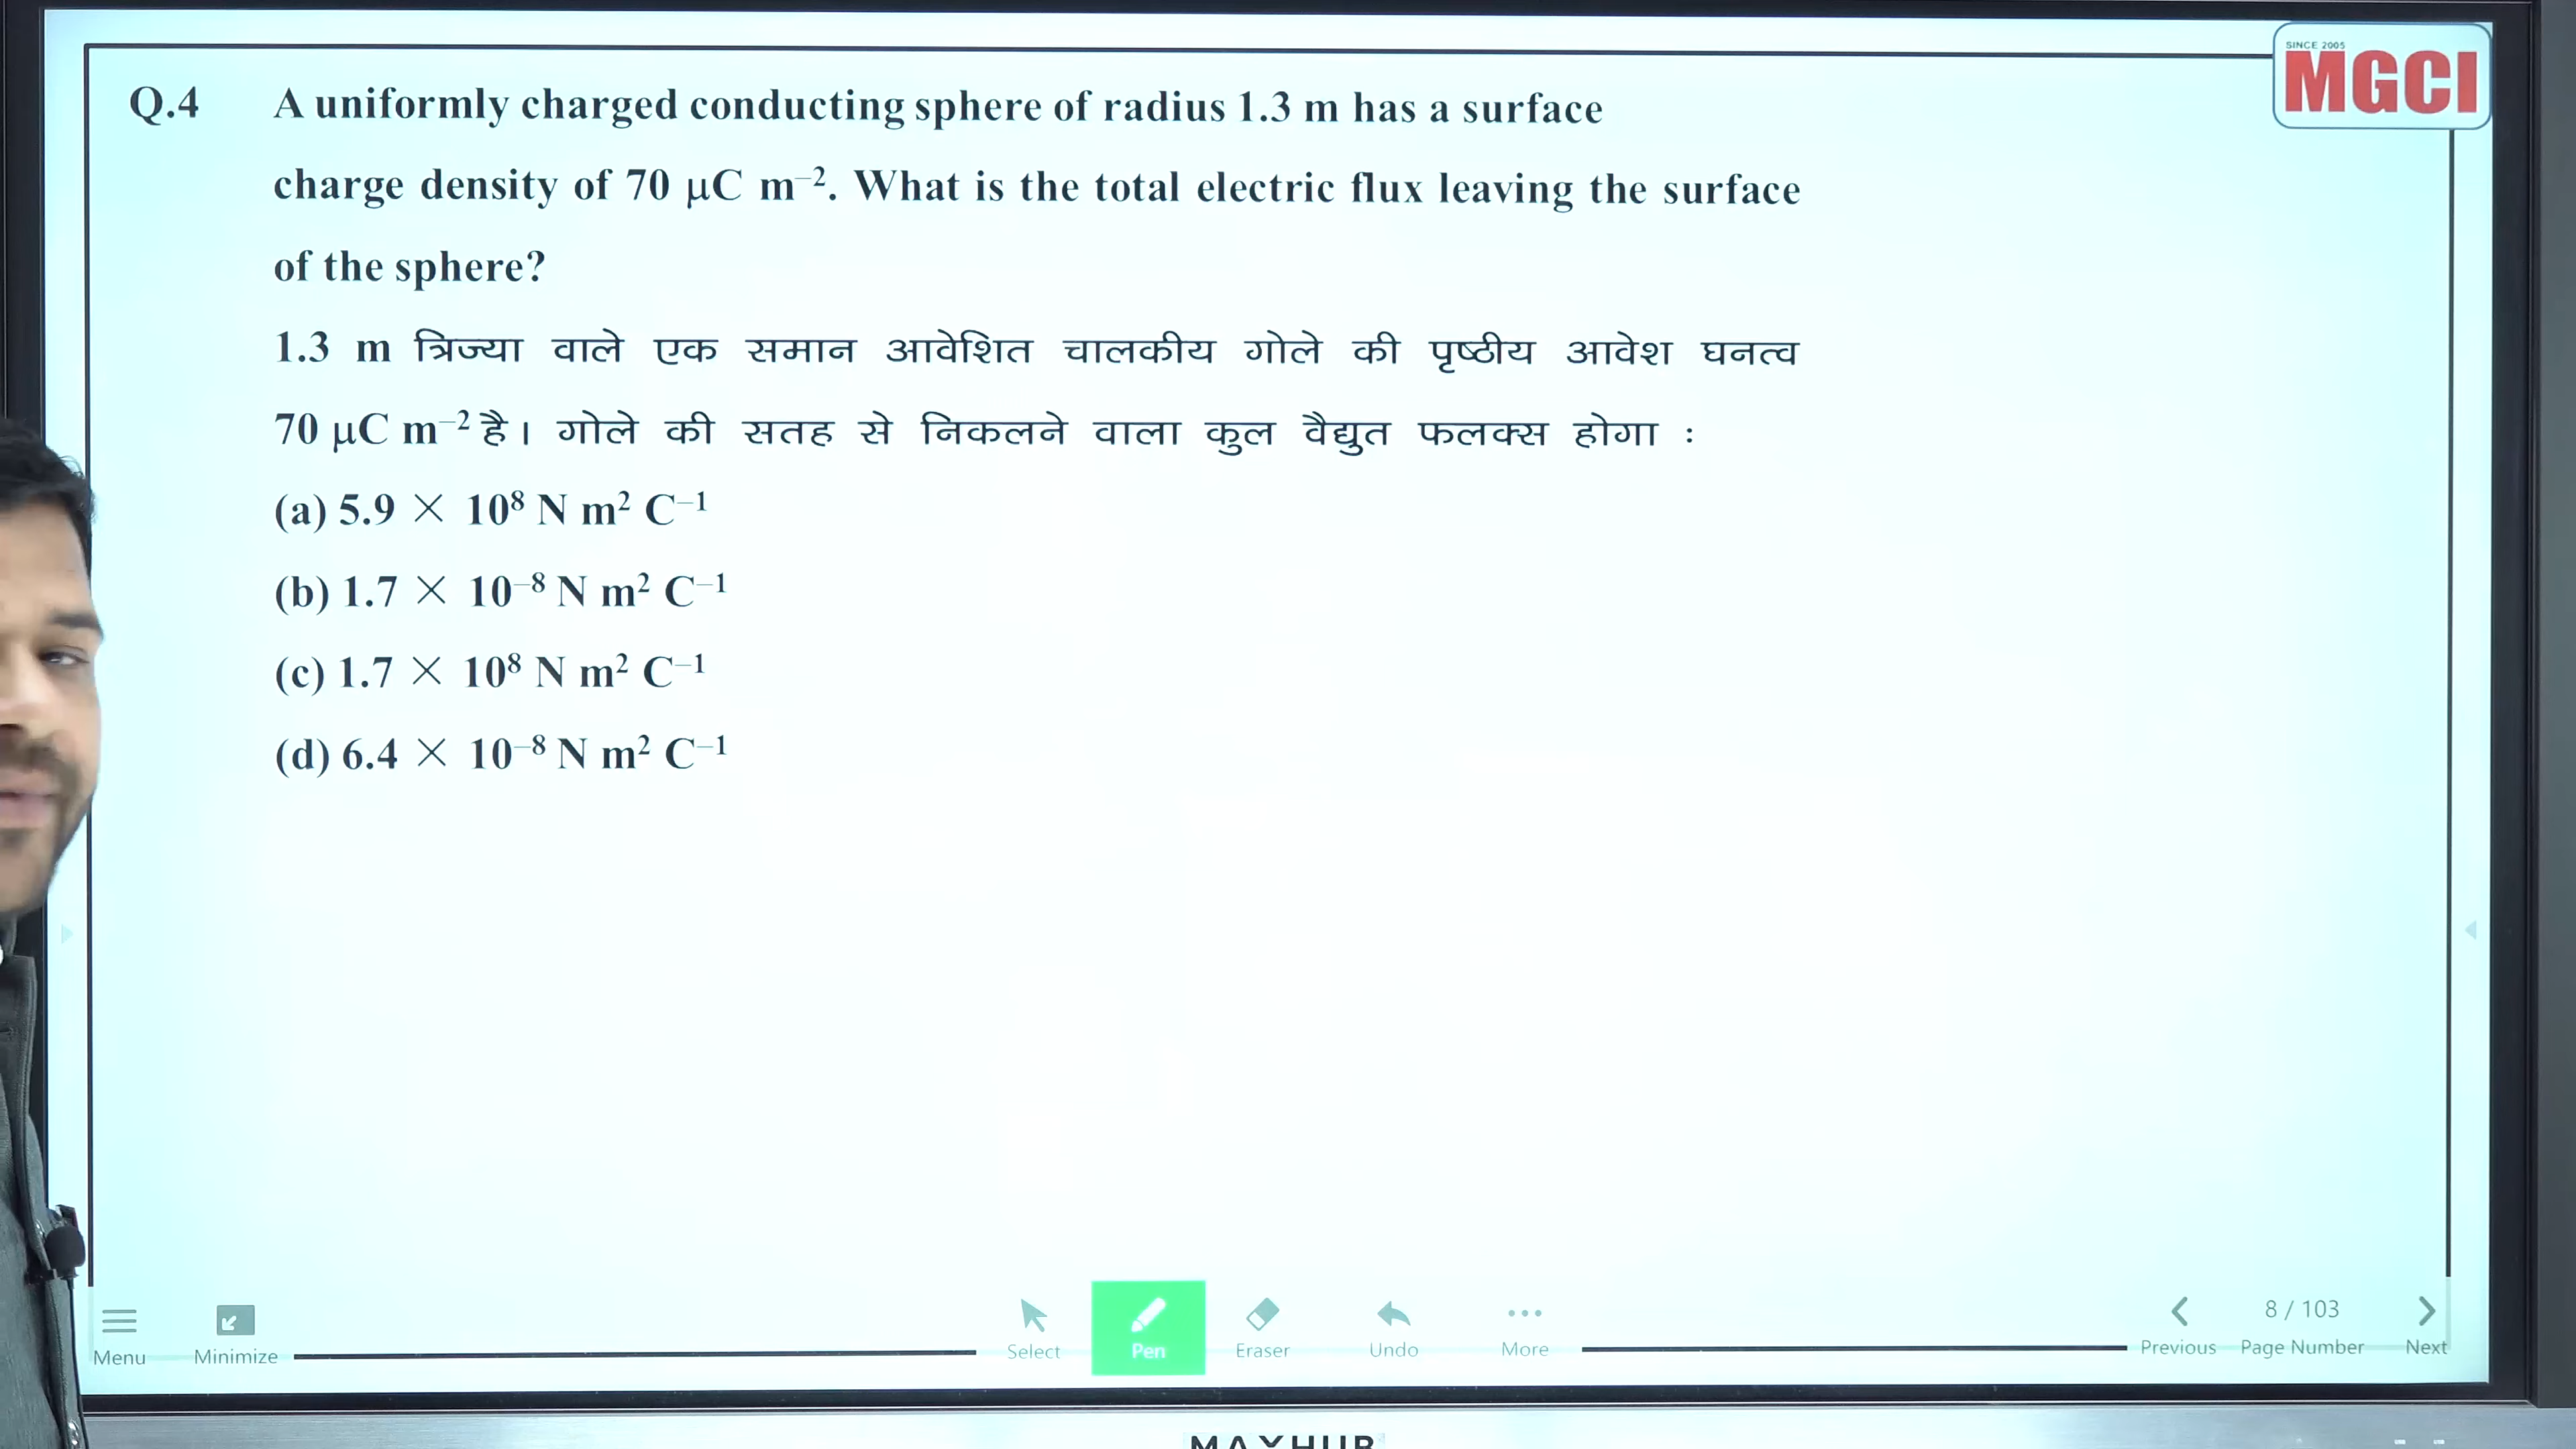 SINCE 2005
MGCI
Q.4 A uniformly charged conducting sphere of radius 1.3 m has a surface
charge density of 70 μC m⁻². What is the total electric flux leaving the surface
of the sphere?
1.3 m त्रिज्या वाले एक समान आवेशित चालकीय गोले की पृष्ठीय आवेश घनत्व
70 μC m⁻² है। गोले की सतह से निकलने वाला कुल वैद्युत फलक्स होगा :
(a) 5.9 × 10⁸ N m² C⁻¹
(b) 1.7 × 10⁻⁸ N m² C⁻¹
(c) 1.7 × 10⁸ N m² C⁻¹
(d) 6.4 × 10⁻⁸ N m² C⁻¹
Menu Minimize Select Pen Eraser Undo More Previous 8 / 103 Page Number Next
MAXHUB